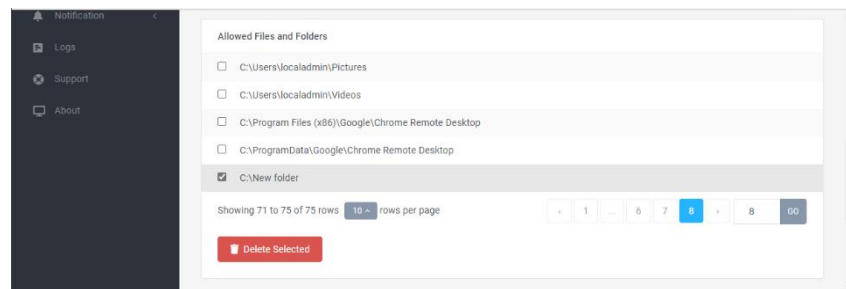 Notification
Logs
Support
About
Allowed Files and Folders
C:\Users\localadmin\Pictures
C:\Users\localadmin\Videos
C:\Program Files (x86)\Google\Chrome Remote Desktop
C:\ProgramData\Google\Chrome Remote Desktop
C:\New folder
Showing 71 to 75 of 75 rows 10 rows per page
‹ 1 ... 6 7 8 › 8 GO
Delete Selected